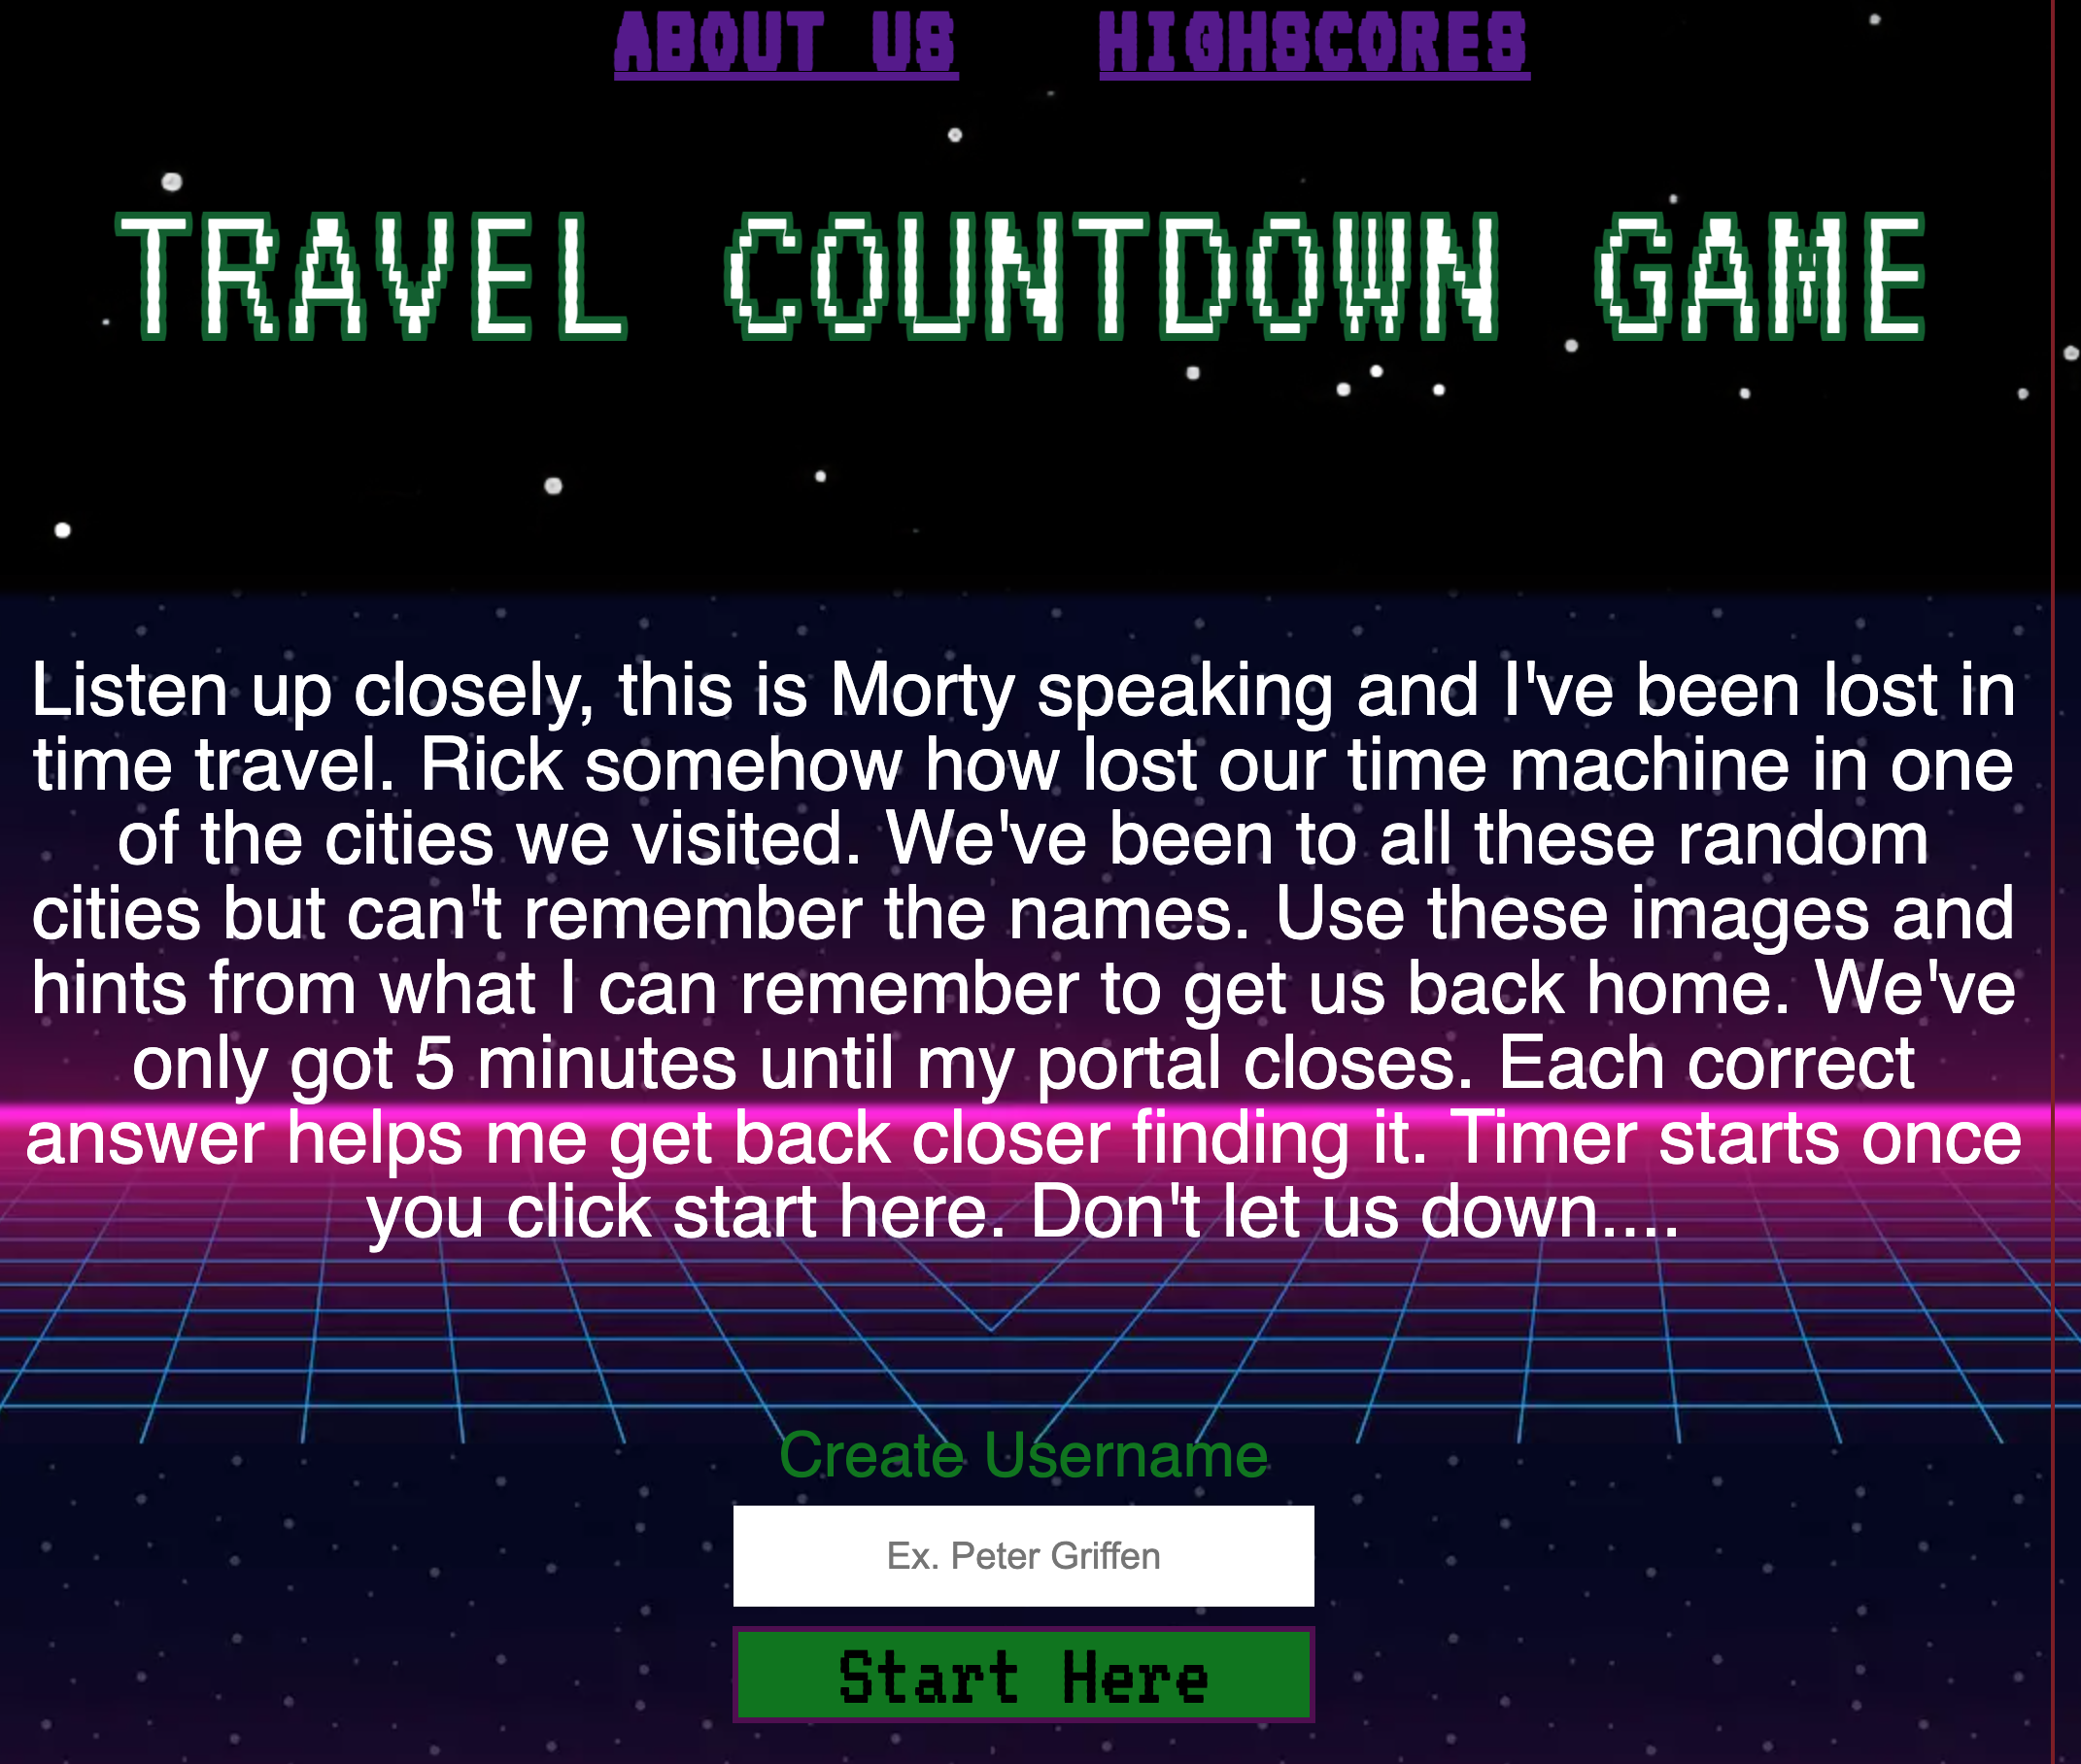 ABOUT US HIGHSCORES
TRAVEL COUNTDOWN GAME
Listen up closely, this is Morty speaking and I've been lost in
time travel. Rick somehow how lost our time machine in one
of the cities we visited. We've been to all these random
cities but can't remember the names. Use these images and
hints from what I can remember to get us back home. We've
only got 5 minutes until my portal closes. Each correct
answer helps me get back closer finding it. Timer starts once
you click start here. Don't let us down....
Create Username
Ex. Peter Griffen
Start Here